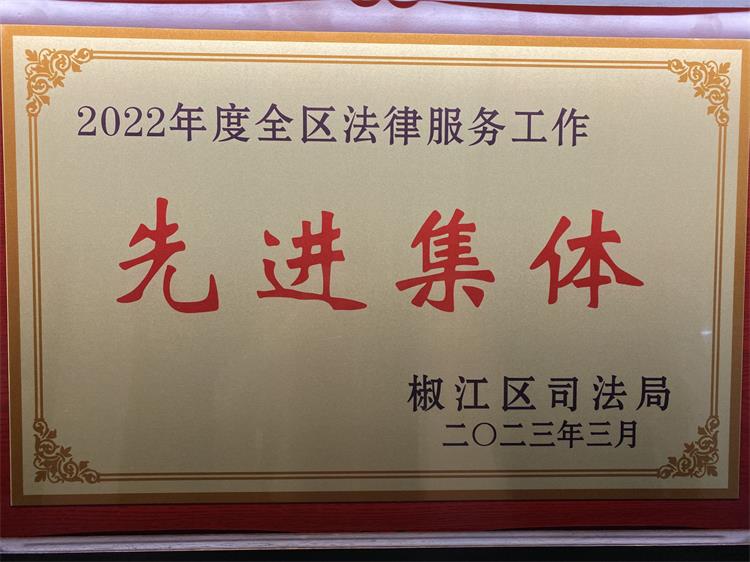 2022年度全区法律服务工作
先进集体
椒江区司法局
二〇二三年三月